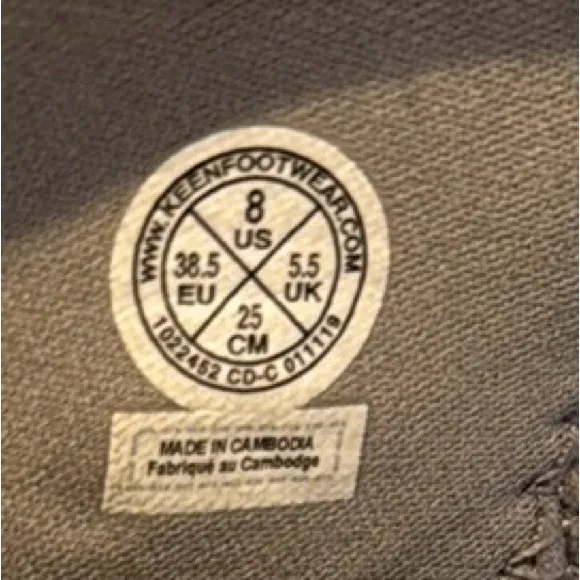 WWW.KEENFOOTWEAR.COM
8
US
38.5
EU
5.5
UK
25
CM
1022452 CD-C 011119
MADE IN CAMBODIA
Fabriqué au Cambodge